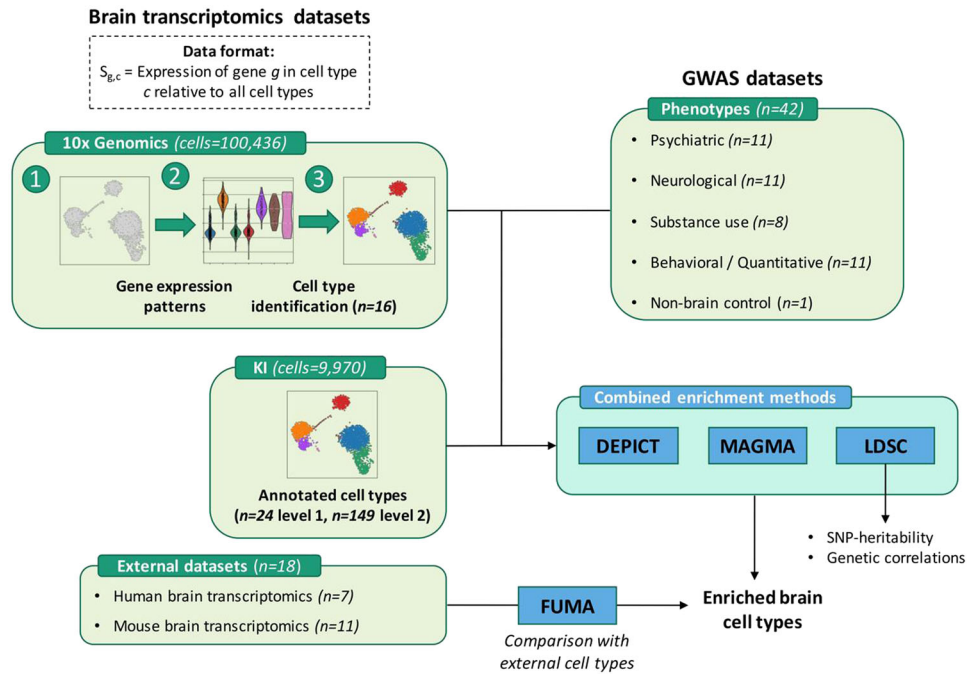 Brain transcriptomics datasets
Data format:
Sg,c = Expression of gene g in cell type
c relative to all cell types
10x Genomics (cells=100,436)
1
2
3
Gene expression
patterns
Cell type
identification (n=16)
KI (cells=9,970)
Annotated cell types
(n=24 level 1, n=149 level 2)
External datasets (n=18)
• Human brain transcriptomics (n=7)
• Mouse brain transcriptomics (n=11)
GWAS datasets
Phenotypes (n=42)
• Psychiatric (n=11)
• Neurological (n=11)
• Substance use (n=8)
• Behavioral / Quantitative (n=11)
• Non-brain control (n=1)
Combined enrichment methods
DEPICT
MAGMA
LDSC
• SNP-heritability
• Genetic correlations
FUMA
Comparison with
external cell types
Enriched brain
cell types